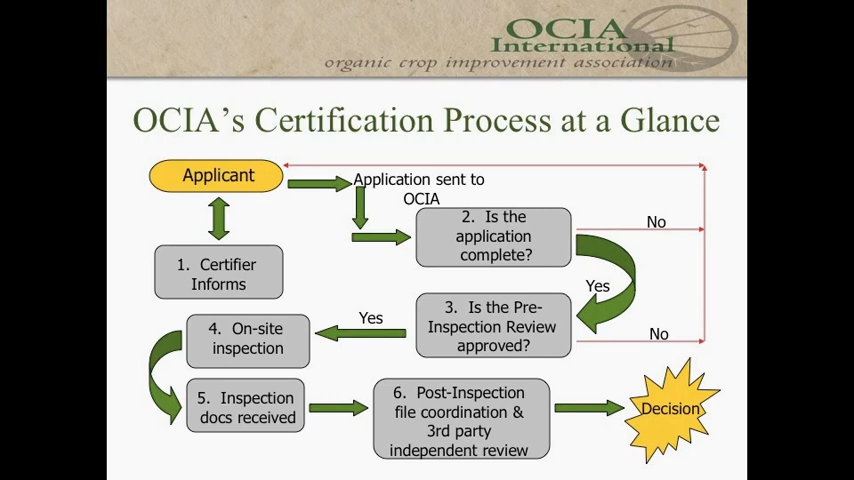 OCIA
International
organic crop improvement association
OCIA's Certification Process at a Glance
Applicant
Application sent to
OCIA
1. Certifier
Informs
2. Is the
application
complete?
No
Yes
3. Is the Pre-
Inspection Review
approved?
No
Yes
4. On-site
inspection
5. Inspection
docs received
6. Post-Inspection
file coordination &
3rd party
independent review
Decision